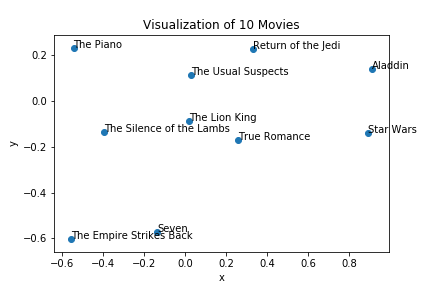 Visualization of 10 Movies
The Piano
Return of the Jedi
The Usual Suspects
Aladdin
The Lion King
The Silence of the Lambs
True Romance
Star Wars
Seven
The Empire Strikes Back
0.2
0.0
−0.2
−0.4
−0.6
y
−0.6 −0.4 −0.2 0.0 0.2 0.4 0.6 0.8
x